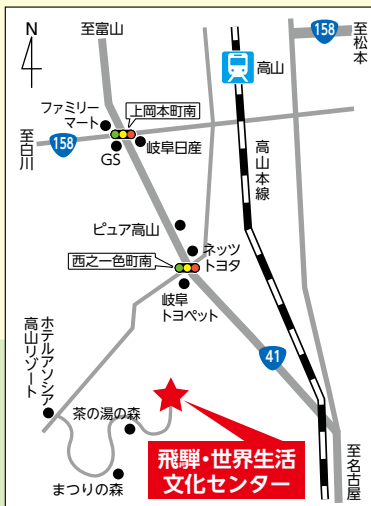 N
至富山
158
至松本
高山
ファミリー
マート
上岡本町南
至白川
158
GS
岐阜日産
高山本線
ピュア高山
ネッツ
トヨタ
西之一色町南
岐阜
トヨペット
41
ホテルアソシア
高山リゾート
茶の湯の森
まつりの森
飛騨・世界生活
文化センター
至名古屋